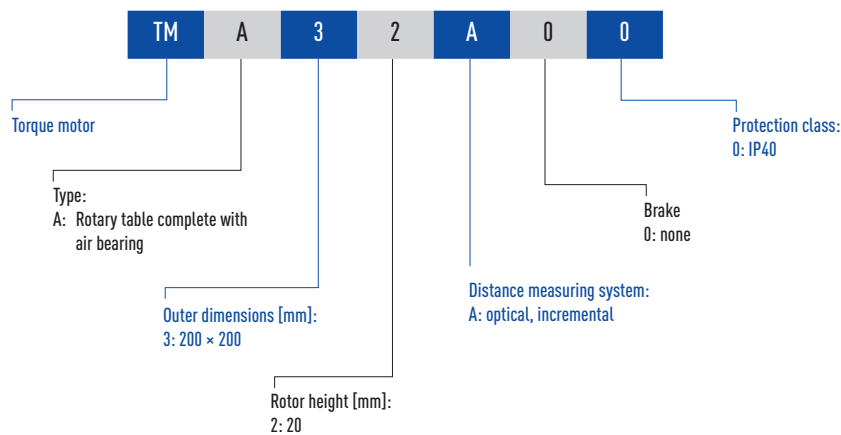 TM A 3 2 A 0 0
Torque motor
Protection class:
0: IP40
Type:
A: Rotary table complete with
air bearing
Brake
0: none
Distance measuring system:
A: optical, incremental
Outer dimensions [mm]:
3: 200 × 200
Rotor height [mm]:
2: 20